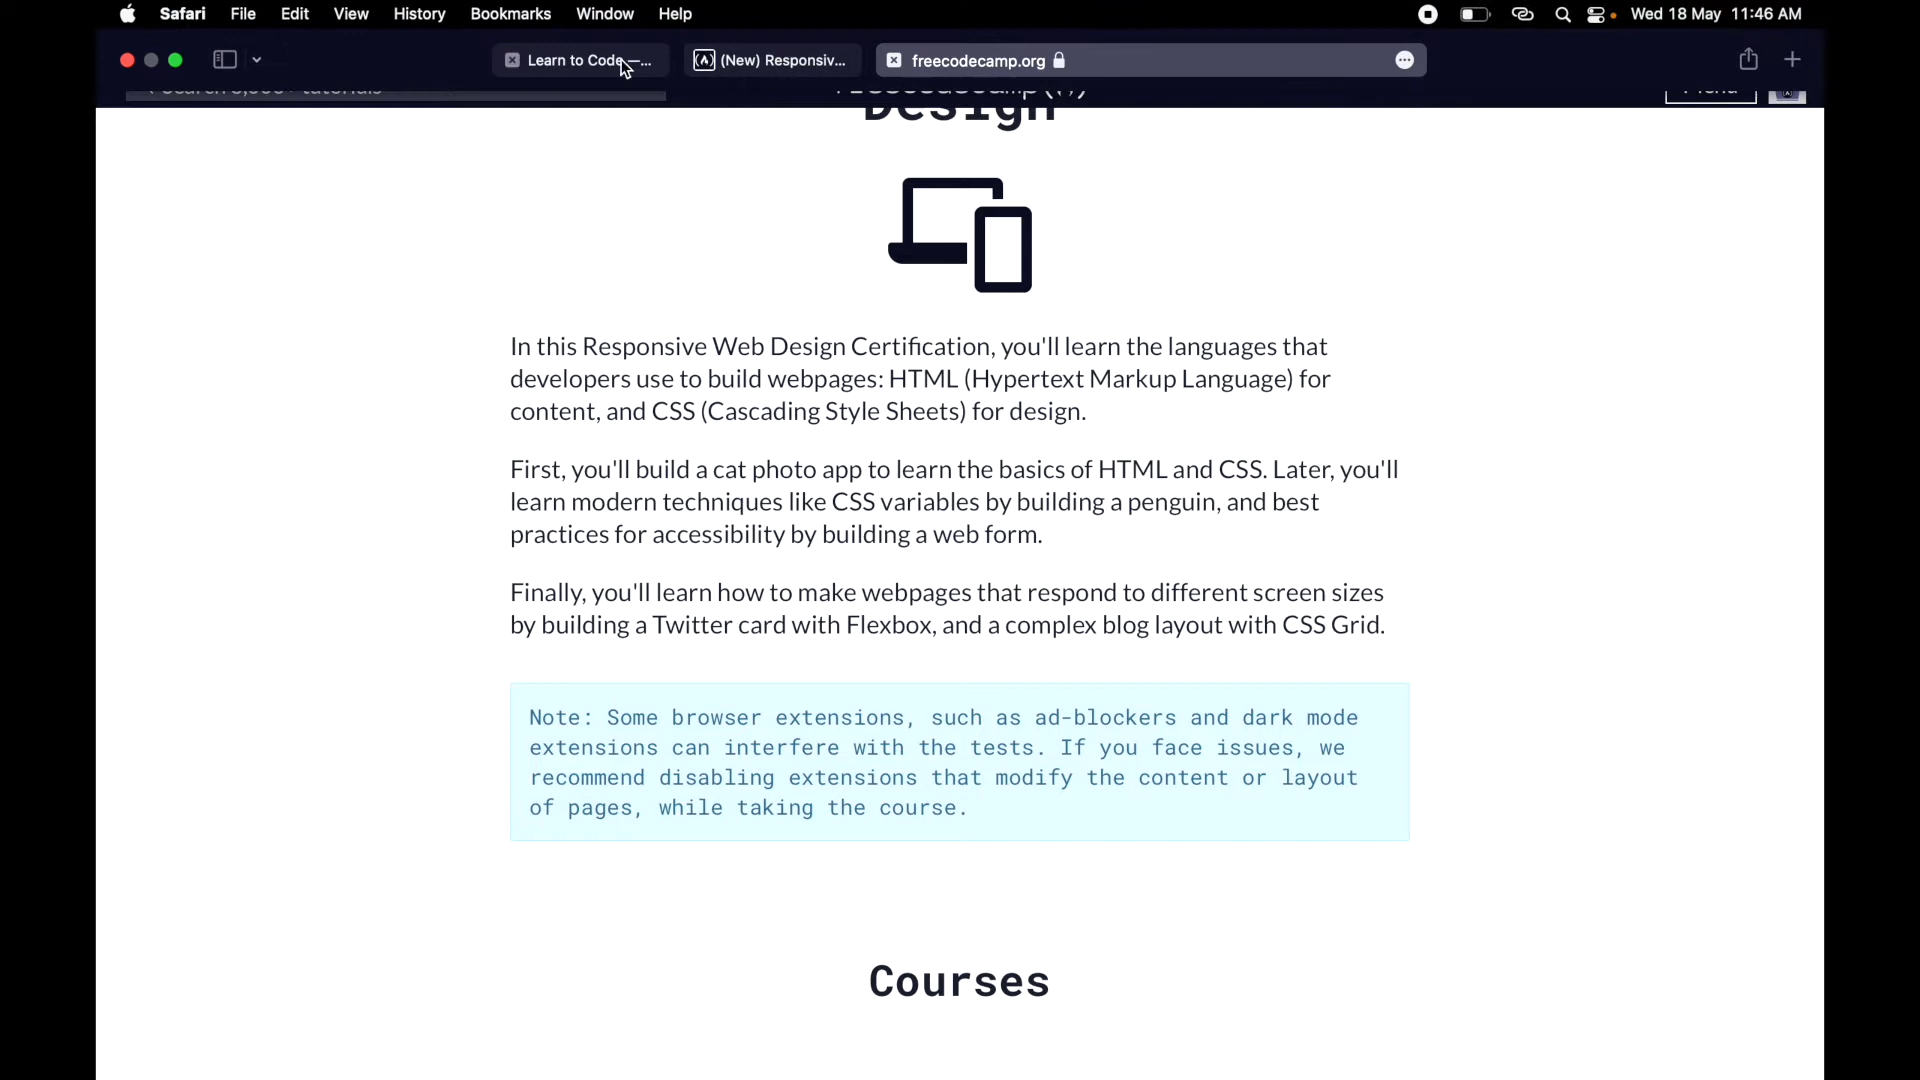 Safari File Edit View History Bookmarks Window Help Wed 18 May 11:46 AM
Learn to Code —... (New) Responsiv... freecodecamp.org
Design
In this Responsive Web Design Certification, you'll learn the languages that
developers use to build webpages: HTML (Hypertext Markup Language) for
content, and CSS (Cascading Style Sheets) for design.
First, you'll build a cat photo app to learn the basics of HTML and CSS. Later, you'll
learn modern techniques like CSS variables by building a penguin, and best
practices for accessibility by building a web form.
Finally, you'll learn how to make webpages that respond to different screen sizes
by building a Twitter card with Flexbox, and a complex blog layout with CSS Grid.
Note: Some browser extensions, such as ad-blockers and dark mode
extensions can interfere with the tests. If you face issues, we
recommend disabling extensions that modify the content or layout
of pages, while taking the course.
Courses